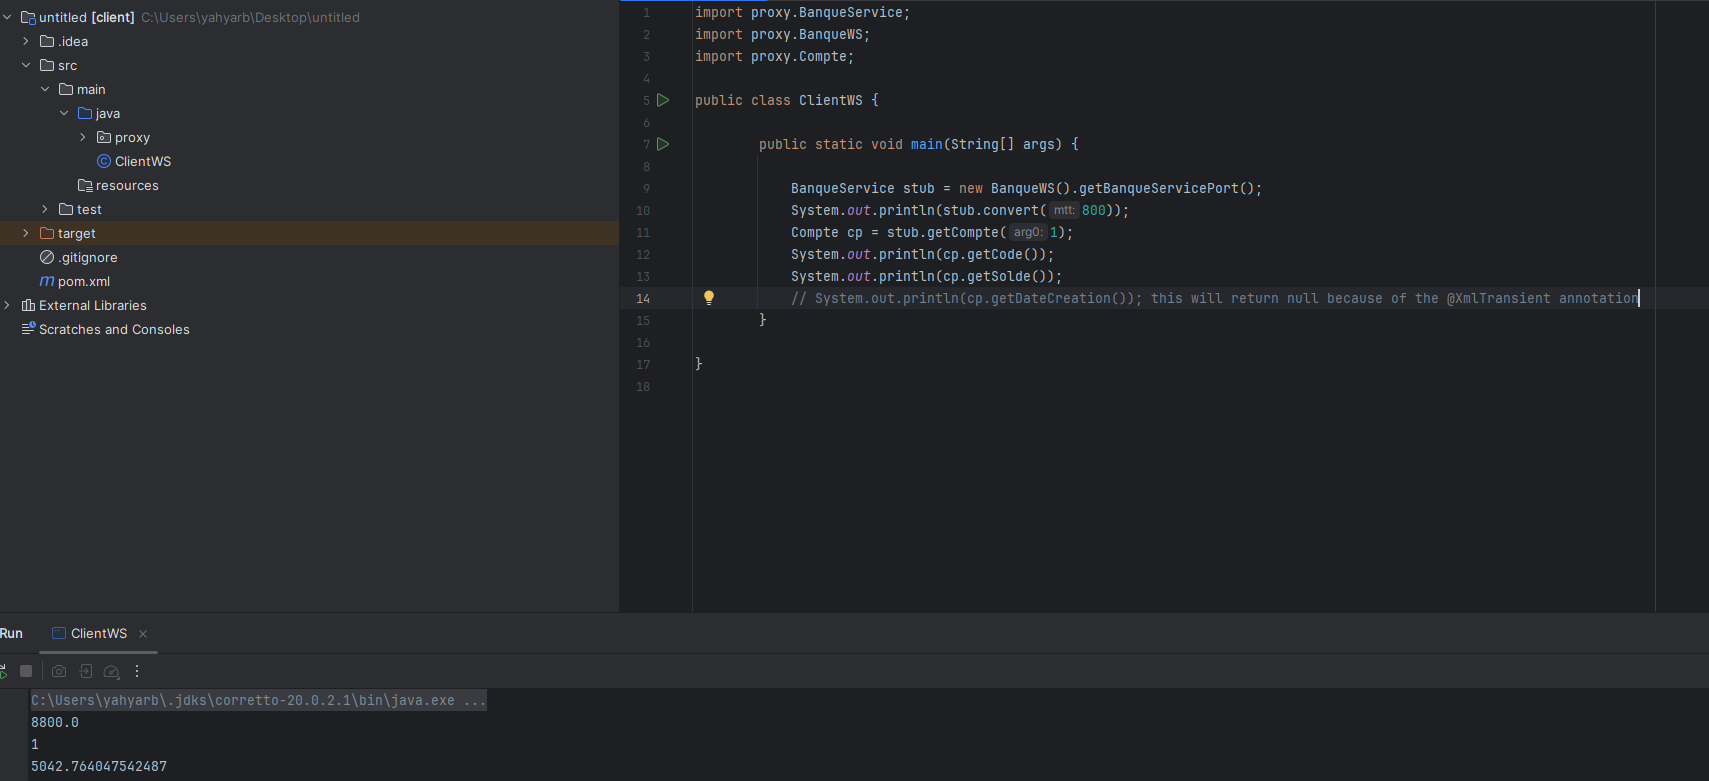 untitled [client] C:\Users\yahyarb\Desktop\untitled
.idea
src
main
java
proxy
ClientWS
resources
test
target
.gitignore
pom.xml
External Libraries
Scratches and Consoles
1 import proxy.BanqueService;
2 import proxy.BanqueWS;
3 import proxy.Compte;
4
5 public class ClientWS {
6
7 public static void main(String[] args) {
8
9 BanqueService stub = new BanqueWS().getBanqueServicePort();
10 System.out.println(stub.convert( mtt: 800));
11 Compte cp = stub.getCompte( arg0: 1);
12 System.out.println(cp.getCode());
13 System.out.println(cp.getSolde());
14 // System.out.println(cp.getDateCreation()); this will return null because of the @XmlTransient annotation
15 }
16
17 }
18
Run ClientWS
C:\Users\yahyarb\.jdks\corretto-20.0.2.1\bin\java.exe ...
8800.0
1
5042.764047542487